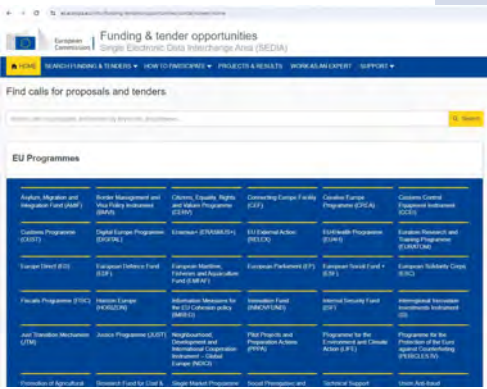 European Commission
Funding & tender opportunities
Single Electronic Data Interchange Area (SEDIA)
HOME SEARCH FUNDING & TENDERS HOW TO PARTICIPATE PROJECTS & RESULTS WORK AS AN EXPERT SUPPORT
Find calls for proposals and tenders
Search
EU Programmes
Asylum, Migration and Integration Fund (AMIF)
Border Management and Visa Policy Instrument (BMVI)
Citizens, Equality, Rights and Values Programme (CERV)
Connecting Europe Facility (CEF)
Creative Europe Programme (CREA)
Customs Control Equipment Instrument (CCEI)
Customs Programme (CUST)
Digital Europe Programme (DIGITAL)
Erasmus+ (ERASMUS+)
EU External Action (RELEX)
EU4Health Programme (EU4H)
Euratom Research and Training Programme (EURATOM)
Europe Direct (ED)
European Defence Fund (EDF)
European Maritime, Fisheries and Aquaculture Fund (EMFAF)
European Parliament (EP)
European Social Fund + (ESF)
European Solidarity Corps (ESC)
Fiscalis Programme (FISC)
Horizon Europe (HORIZON)
Information Measures for the EU Cohesion policy (IMREG)
Innovation Fund (INNOVFUND)
Internal Security Fund (ISF)
Interregional Innovation Investments Instrument (I3)
Just Transition Mechanism (JTM)
Justice Programme (JUST)
Neighbourhood, Development and International Cooperation Instrument – Global Europe (NDICI)
Pilot Projects and Preparation Actions (PPPA)
Programme for the Environment and Climate Action (LIFE)
Programme for the Protection of the Euro against Counterfeiting (PERICLES IV)
Promotion of Agricultural
Research Fund for Coal &
Single Market Programme
Social Prerogatives and
Technical Support
Union Anti-fraud